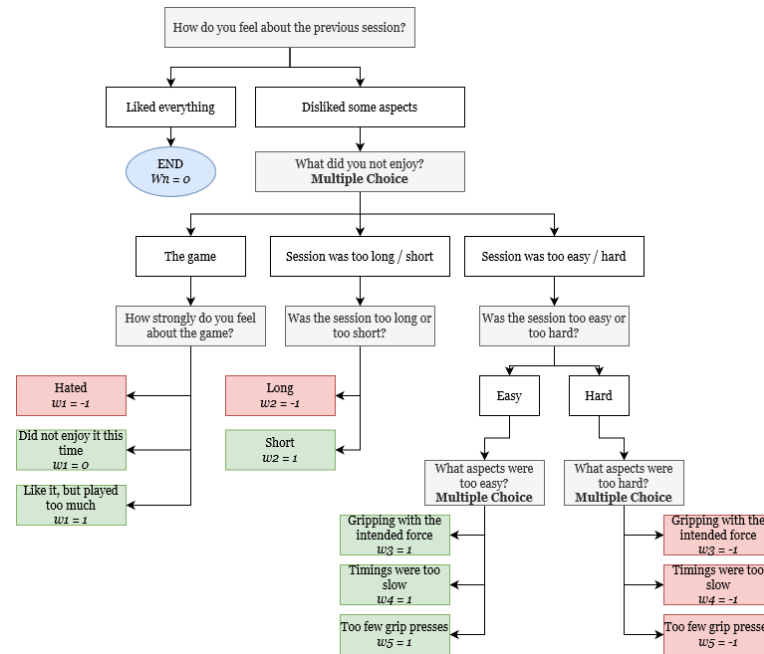 How do you feel about the previous session?
Liked everything
Disliked some aspects
END
Wn = 0
What did you not enjoy?
Multiple Choice
The game
Session was too long / short
Session was too easy / hard
How strongly do you feel
about the game?
Was the session too long or
too short?
Was the session too easy or
too hard?
Hated
w1 = -1
Did not enjoy it this
time
w1 = 0
Like it, but played
too much
w1 = 1
Long
w2 = -1
Short
w2 = 1
Easy
Hard
What aspects were
too easy?
Multiple Choice
What aspects were
too hard?
Multiple Choice
Gripping with the
intended force
w3 = 1
Timings were too
slow
w4 = 1
Too few grip presses
w5 = 1
Gripping with the
intended force
w3 = -1
Timings were too
slow
w4 = -1
Too few grip presse
w5 = -1